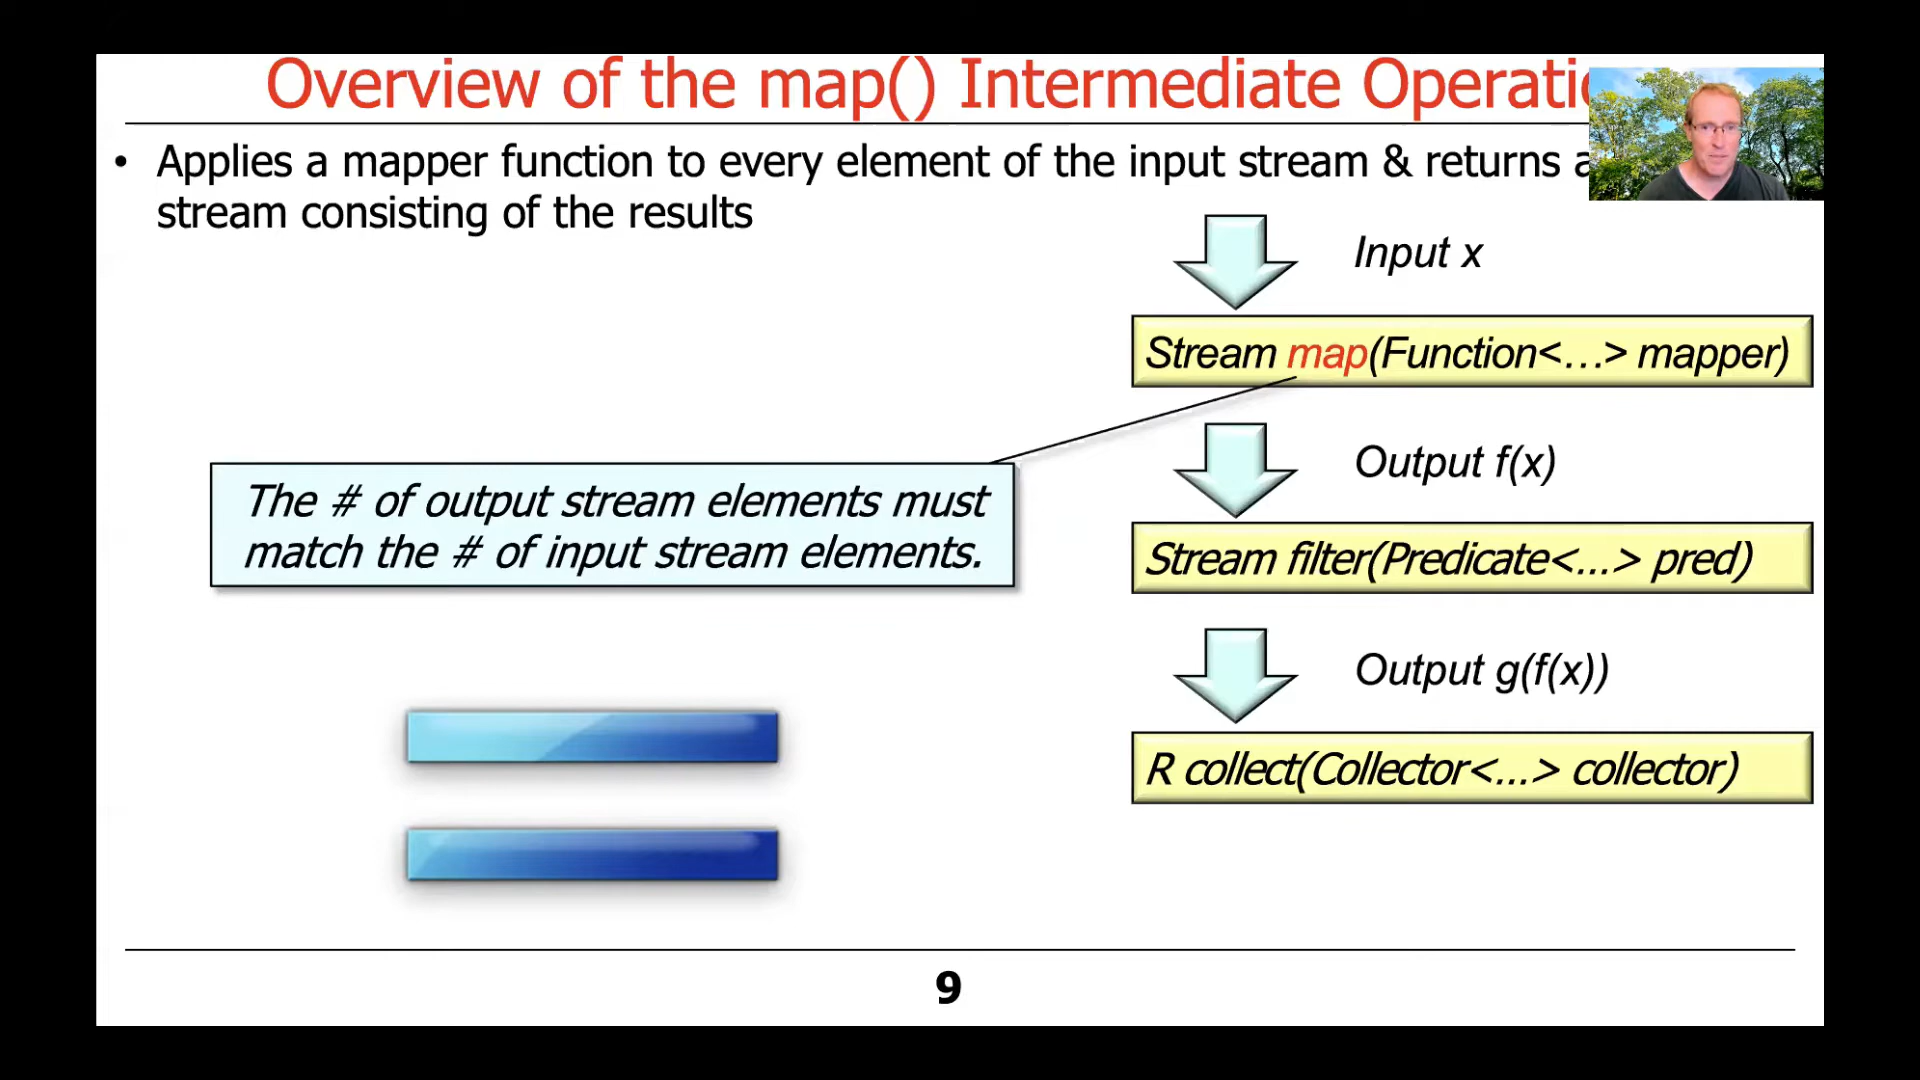 Overview of the map() Intermediate
• Applies a mapper function to every element of the input stream & returns
stream consisting of the results
Input x
Stream map(Function<…> mapper)
Output f(x)
The # of output stream elements must
match the # of input stream elements.
Stream filter(Predicate<…> pred)
Output g(f(x))
R collect(Collector<…> collector)
9